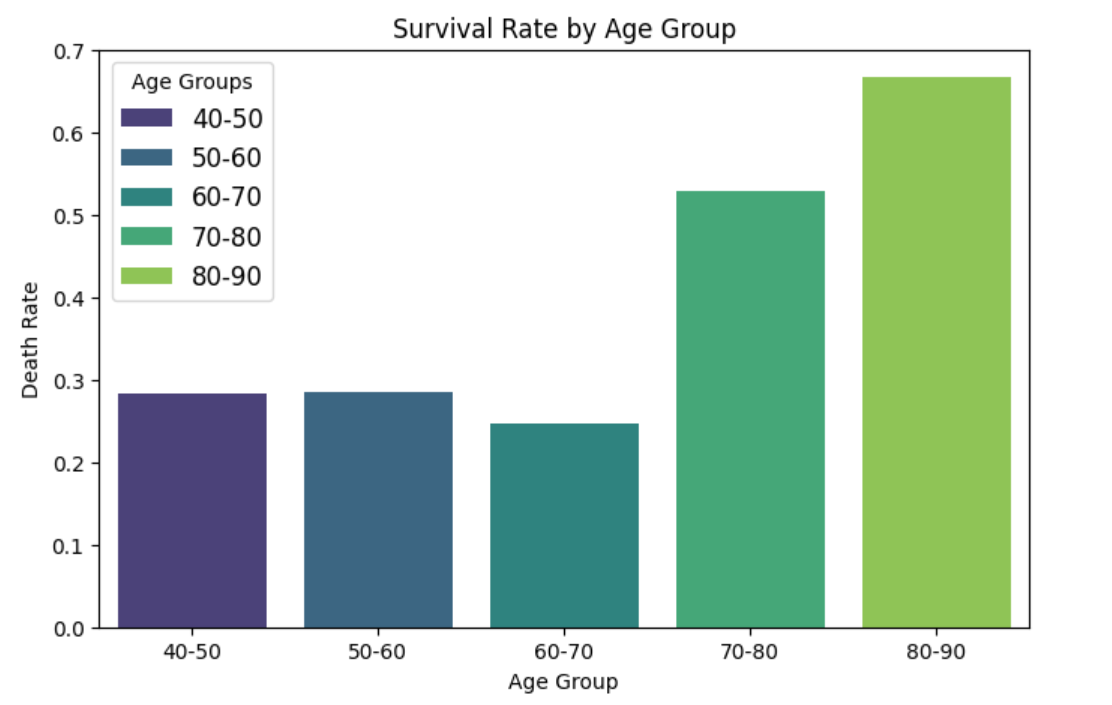 Survival Rate by Age Group
0.7
0.6
0.5
0.4
0.3
0.2
0.1
0.0
Death Rate
Age Groups
40-50
50-60
60-70
70-80
80-90
40-50 50-60 60-70 70-80 80-90
Age Group